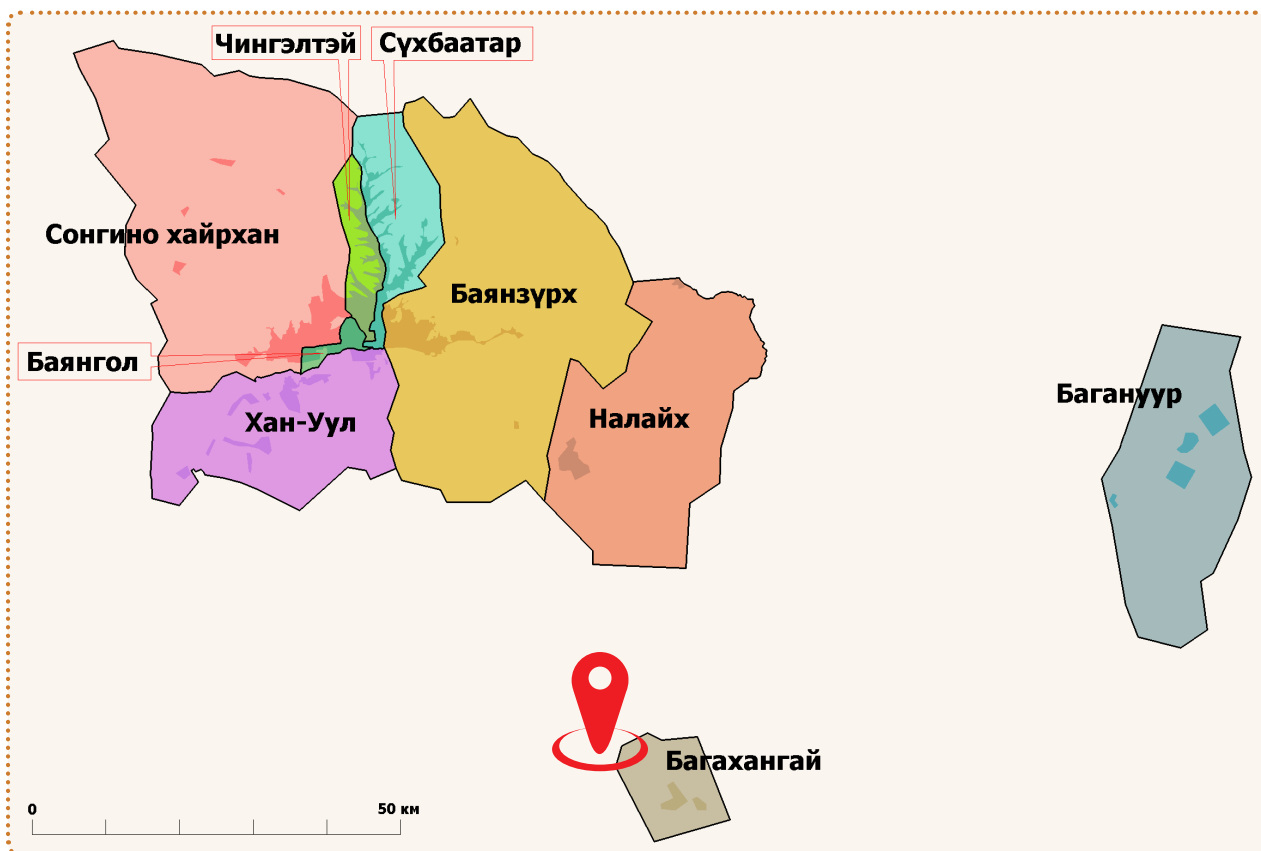 Чингэлтэй
Сүхбаатар
Сонгино хайрхан
Баянзүрх
Баянгол
Багануур
Хан-Уул
Налайх
Багахангай
0
50 км